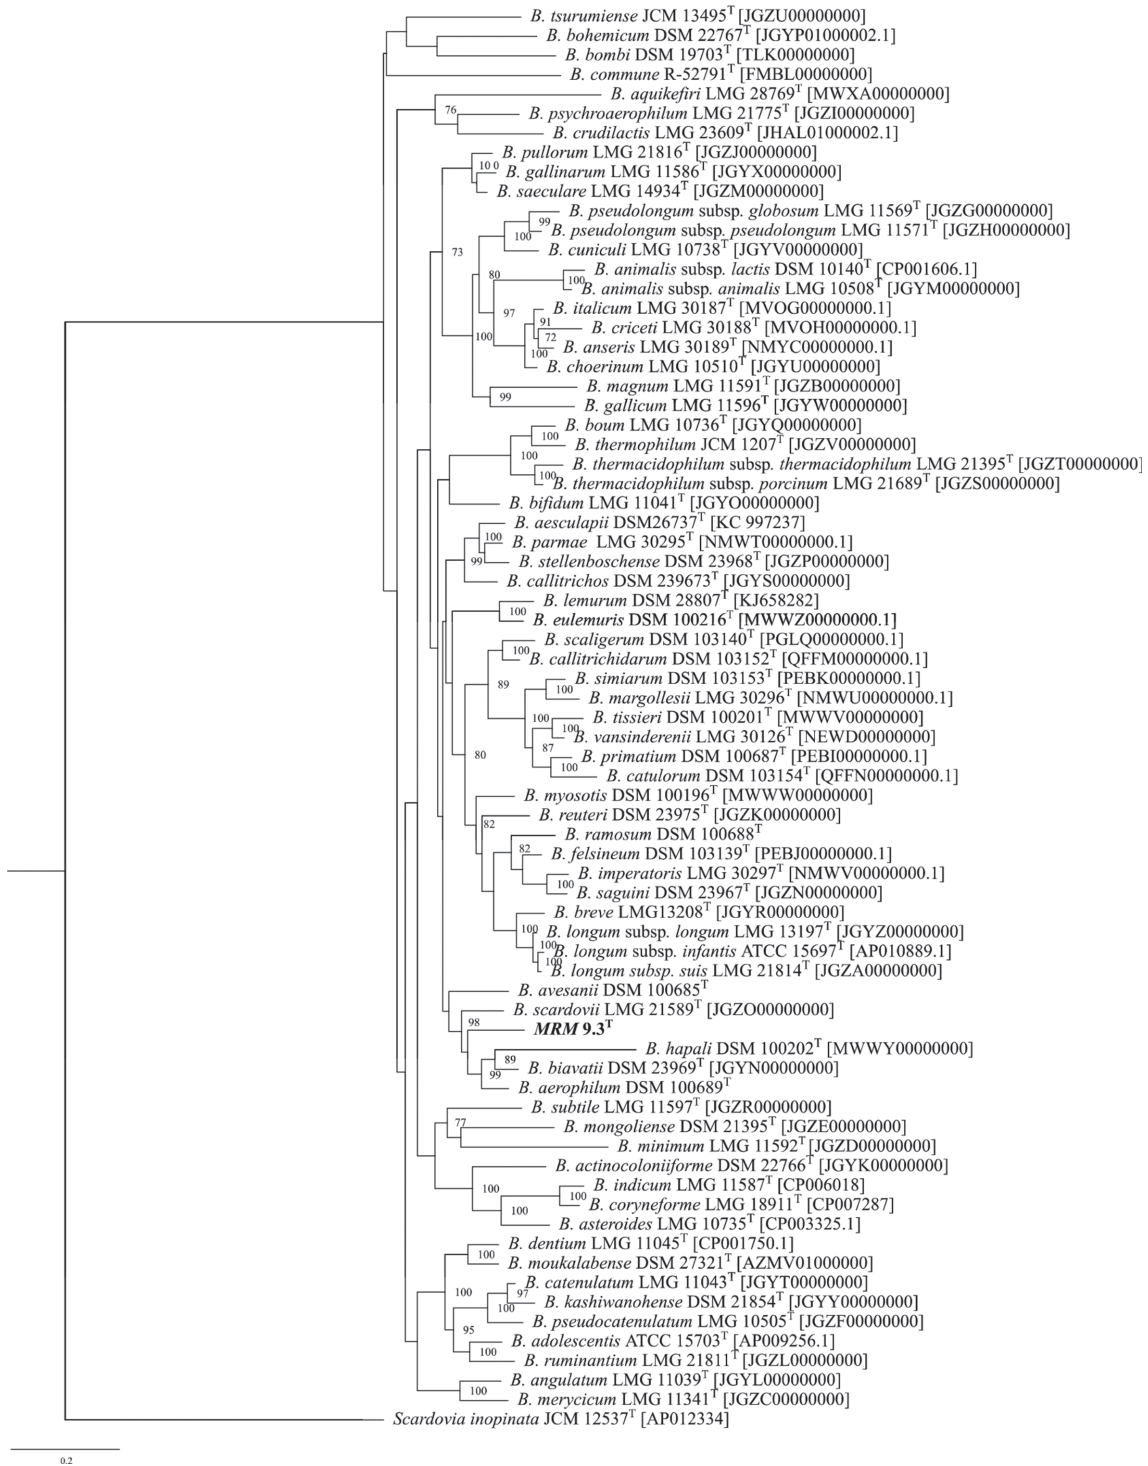 B. tsurumiense JCM 13495T [JGZU00000000]
B. bohemicum DSM 22767T [JGYP01000002.1]
B. bombi DSM 19703T [TLK00000000]
B. commune R-52791T [FMBL00000000]
B. aquikefiri LMG 28769T [MWXA00000000]
76
B. psychroaerophilum LMG 21775T [JGZI00000000]
B. crudilactis LMG 23609T [JHAL01000002.1]
B. pullorum LMG 21816T [JGZJ00000000]
10 0
B. gallinarum LMG 11586T [JGYX00000000]
B. saeculare LMG 14934T [JGZM00000000]
B. pseudolongum subsp. globosum LMG 11569T [JGZG00000000]
99
B. pseudolongum subsp. pseudolongum LMG 11571T [JGZH00000000]
100
B. cuniculi LMG 10738T [JGYV00000000]
73
B. animalis subsp. lactis DSM 10140T [CP001606.1]
80
100
B. animalis subsp. animalis LMG 10508T [JGYM00000000]
B. italicum LMG 30187T [MVOG00000000.1]
97
91
B. criceti LMG 30188T [MVOH00000000.1]
100
72
B. anseris LMG 30189T [NMYC00000000.1]
100
B. choerinum LMG 10510T [JGYU00000000]
B. magnum LMG 11591T [JGZB00000000]
99
B. gallicum LMG 11596T [JGYW00000000]
B. boum LMG 10736T [JGYQ00000000]
100
B. thermophilum JCM 1207T [JGZV00000000]
100
B. thermacidophilum subsp. thermacidophilum LMG 21395T [JGZT00000000]
100
B. thermacidophilum subsp. porcinum LMG 21689T [JGZS00000000]
B. bifidum LMG 11041T [JGYO00000000]
B. aesculapii DSM26737T [KC 997237]
100
B. parmae LMG 30295T [NMWT00000000.1]
99
B. stellenboschense DSM 23968T [JGZP00000000]
B. callitrichos DSM 239673T [JGYS00000000]
B. lemurum DSM 28807T [KJ658282]
100
B. eulemuris DSM 100216T [MWWZ00000000.1]
B. scaligerum DSM 103140T [PGLQ00000000.1]
100
B. callitrichidarum DSM 103152T [QFFM00000000.1]
89
B. simiarum DSM 103153T [PEBK00000000.1]
100
B. margollesii LMG 30296T [NMWU00000000.1]
100
B. tissieri DSM 100201T [MWWV00000000]
100
B. vansinderenii LMG 30126T [NEWD00000000]
87
80
B. primatium DSM 100687T [PEBI00000000.1]
100
B. catulorum DSM 103154T [QFFN00000000.1]
B. myosotis DSM 100196T [MWWW00000000]
82
B. reuteri DSM 23975T [JGZK00000000]
B. ramosum DSM 100688T
82
B. felsineum DSM 103139T [PEBJ00000000.1]
B. imperatoris LMG 30297T [NMWV00000000.1]
100
B. saguini DSM 23967T [JGZN00000000]
B. breve LMG13208T [JGYR00000000]
100
B. longum subsp. longum LMG 13197T [JGYZ00000000]
100
B. longum subsp. infantis ATCC 15697T [AP010889.1]
100
B. longum subsp. suis LMG 21814T [JGZA00000000]
B. avesanii DSM 100685T
B. scardovii LMG 21589T [JGZO00000000]
98
MRM 9.3T
B. hapali DSM 100202T [MWWY00000000]
89
B. biavatii DSM 23969T [JGYN00000000]
99
B. aerophilum DSM 100689T
B. subtile LMG 11597T [JGZR00000000]
77
B. mongoliense DSM 21395T [JGZE00000000]
B. minimum LMG 11592T [JGZD00000000]
B. actinocoloniiforme DSM 22766T [JGYK00000000]
100
B. indicum LMG 11587T [CP006018]
100
B. coryneforme LMG 18911T [CP007287]
100
B. asteroides LMG 10735T [CP003325.1]
B. dentium LMG 11045T [CP001750.1]
100
B. moukalabense DSM 27321T [AZMV01000000]
100
B. catenulatum LMG 11043T [JGYT00000000]
97
B. kashiwanohense DSM 21854T [JGYY00000000]
100
B. pseudocatenulatum LMG 10505T [JGZF00000000]
95
B. adolescentis ATCC 15703T [AP009256.1]
100
B. ruminantium LMG 21811T [JGZL00000000]
B. angulatum LMG 11039T [JGYL00000000]
100
B. merycicum LMG 11341T [JGZC00000000]
Scardovia inopinata JCM 12537T [AP012334]
0.2